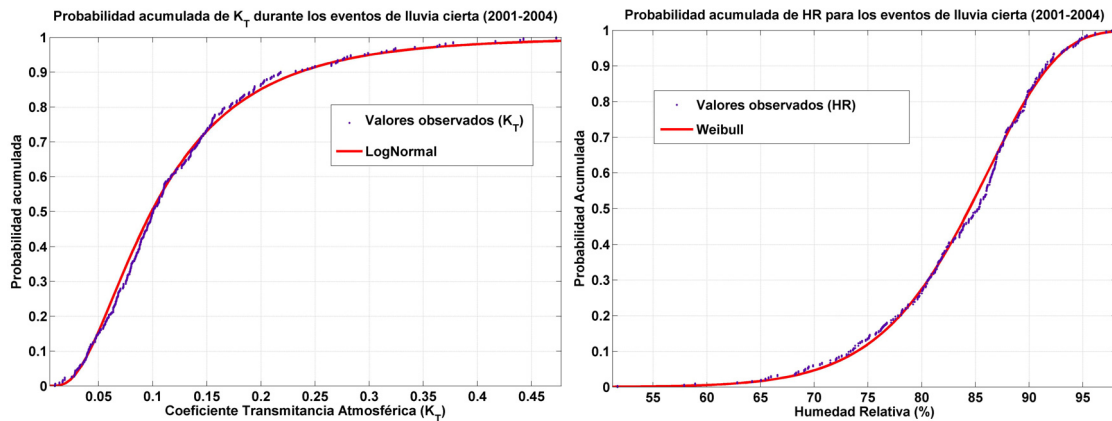 Probabilidad acumulada de K_T durante los eventos de lluvia cierta (2001-2004)
1
0.9
0.8
0.7
0.6
0.5
0.4
0.3
0.2
0.1
0
Probabilidad acumulada
Valores observados (K_T)
LogNormal
0.05 0.1 0.15 0.2 0.25 0.3 0.35 0.4 0.45
Coeficiente Transmitancia Atmosférica (K_T)
Probabilidad acumulada de HR para los eventos de lluvia cierta (2001-2004)
1
0.9
0.8
0.7
0.6
0.5
0.4
0.3
0.2
0.1
0
Probabilidad Acumulada
Valores observados (HR)
Weibull
55 60 65 70 75 80 85 90 95
Humedad Relativa (%)